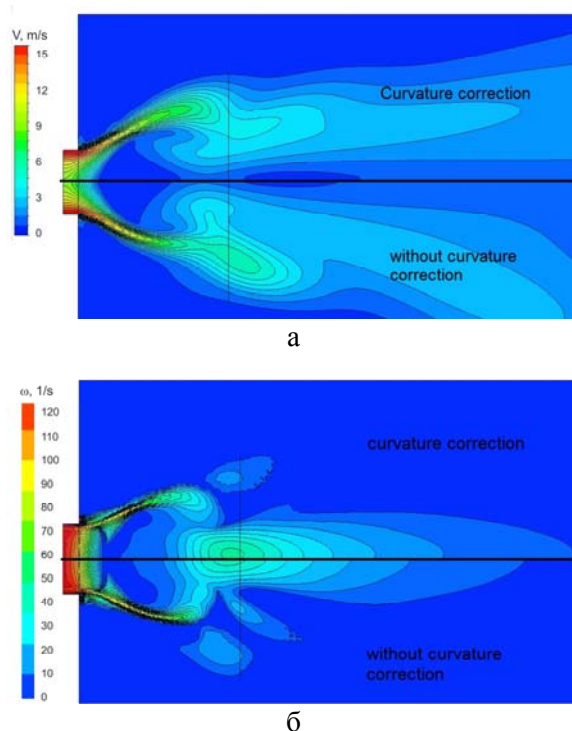 V, m/s
15
12
9
6
3
0
Curvature correction
without curvature
correction
а
ω, 1/s
120
110
100
90
80
70
60
50
40
30
20
10
0
curvature correction
without curvature
correction
б